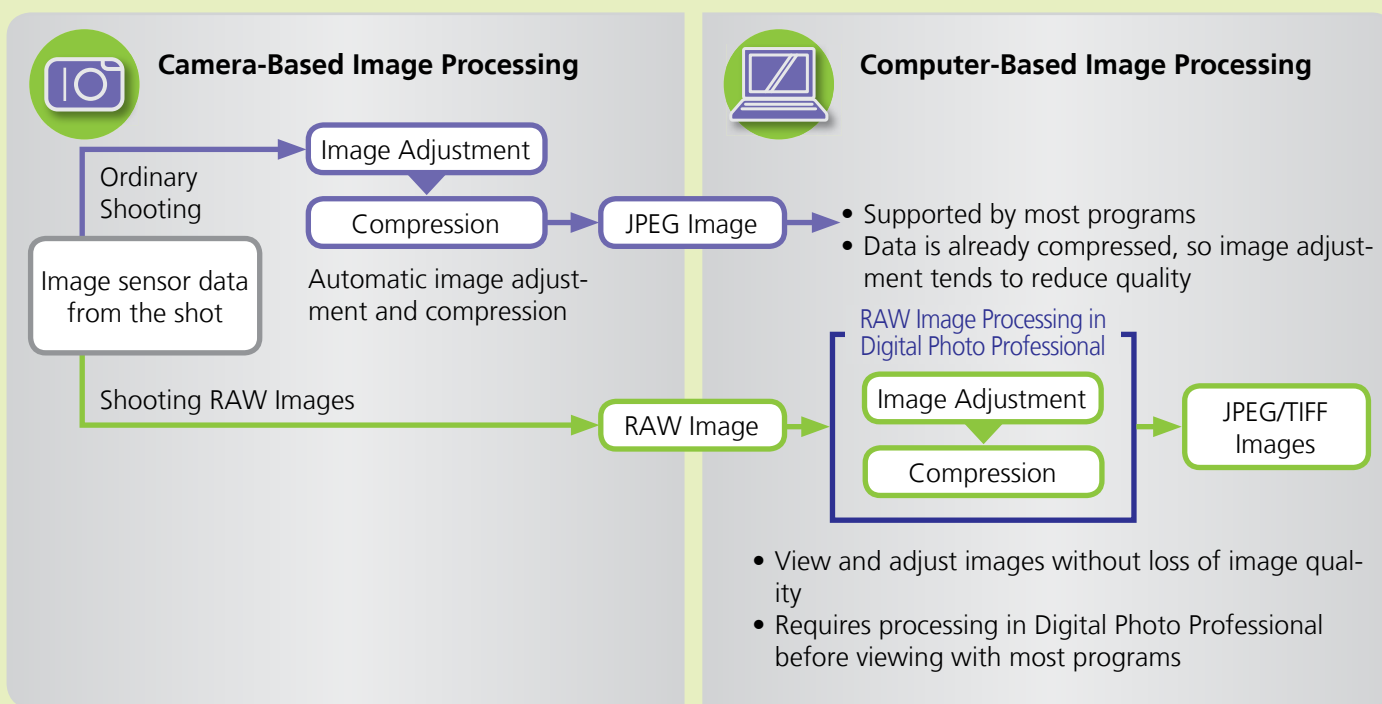 Camera-Based Image Processing
Ordinary
Shooting
Image Adjustment
Compression
JPEG Image
Image sensor data
from the shot
Automatic image adjust-
ment and compression
Shooting RAW Images
RAW Image
Computer-Based Image Processing
• Supported by most programs
• Data is already compressed, so image adjust-
ment tends to reduce quality
RAW Image Processing in
Digital Photo Professional
Image Adjustment
Compression
JPEG/TIFF
Images
• View and adjust images without loss of image qual-
ity
• Requires processing in Digital Photo Professional
before viewing with most programs